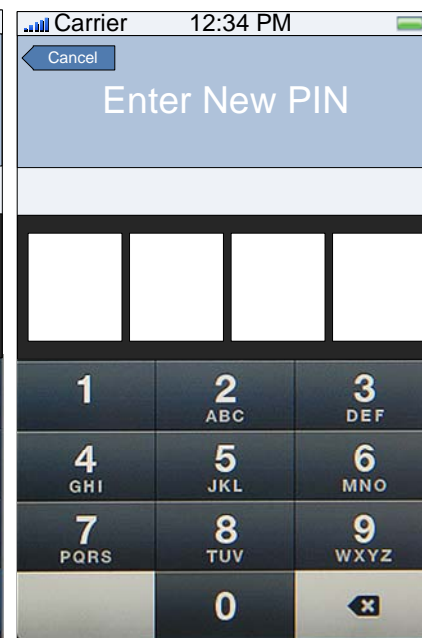 Carrier 12:34 PM
Cancel
Enter New PIN
1 2 3
ABC DEF
4 5 6
GHI JKL MNO
7 8 9
PQRS TUV WXYZ
0